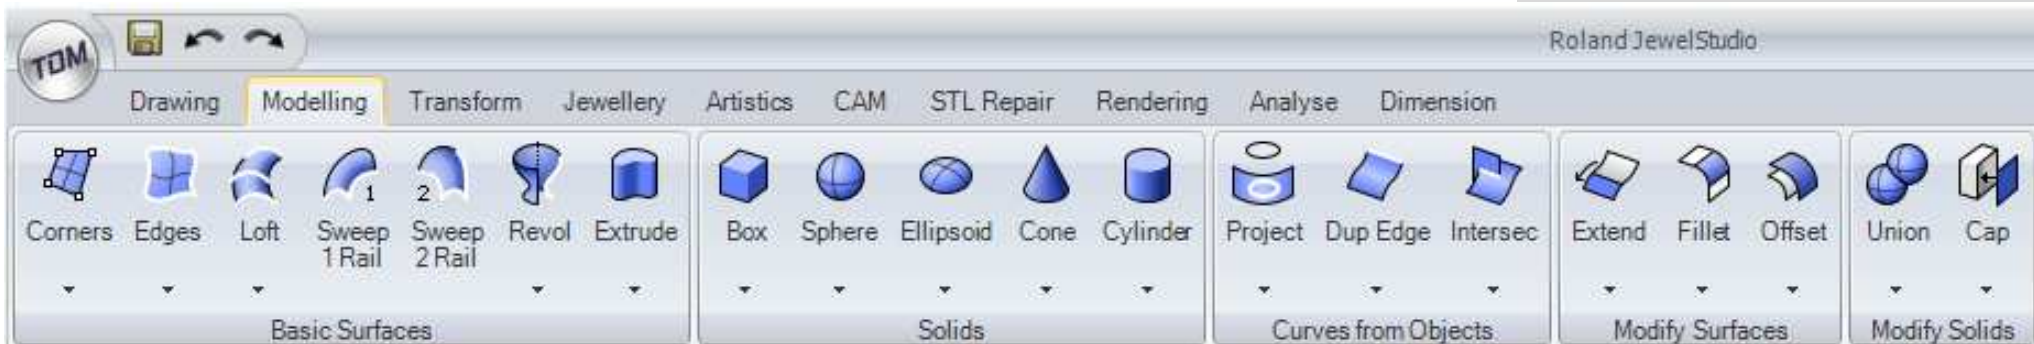 Roland JewelStudio
TDM
Drawing Modelling Transform Jewellery Artistics CAM STL Repair Rendering Analyse Dimension
1 2
Corners Edges Loft Sweep Sweep Revol Extrude Box Sphere Ellipsoid Cone Cylinder Project Dup Edge Intersec Extend Fillet Offset Union Cap
1 Rail 2 Rail
Basic Surfaces Solids Curves from Objects Modify Surfaces Modify Solids